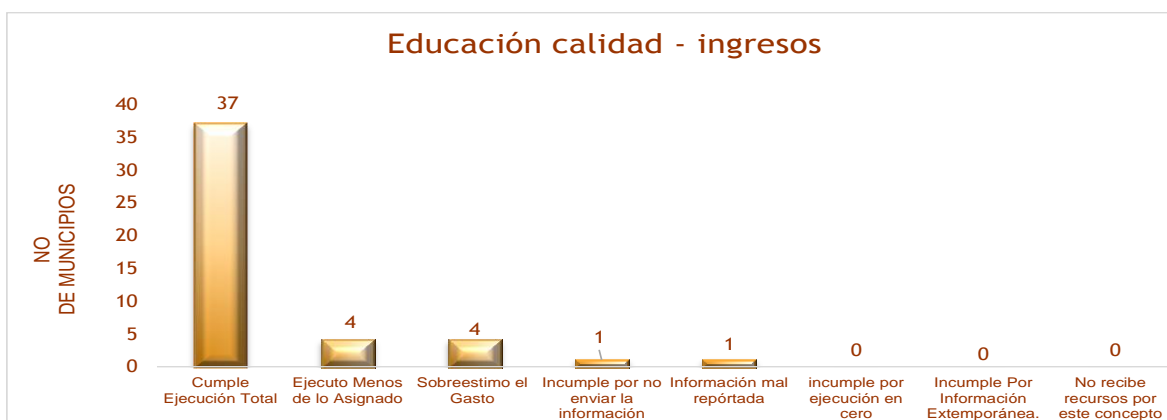 Educación calidad - ingresos
NO
DE MUNICIPIOS
40
35
30
25
20
15
10
5
0
37
4
4
1
1
0
0
0
Cumple
Ejecución Total
Ejecuto Menos
de lo Asignado
Sobreestimo el
Gasto
Incumple por no
enviar la
información
Información mal
repórtada
incumple por
ejecución en
cero
Incumple Por
Información
Extemporánea.
No recibe
recursos por
este concepto